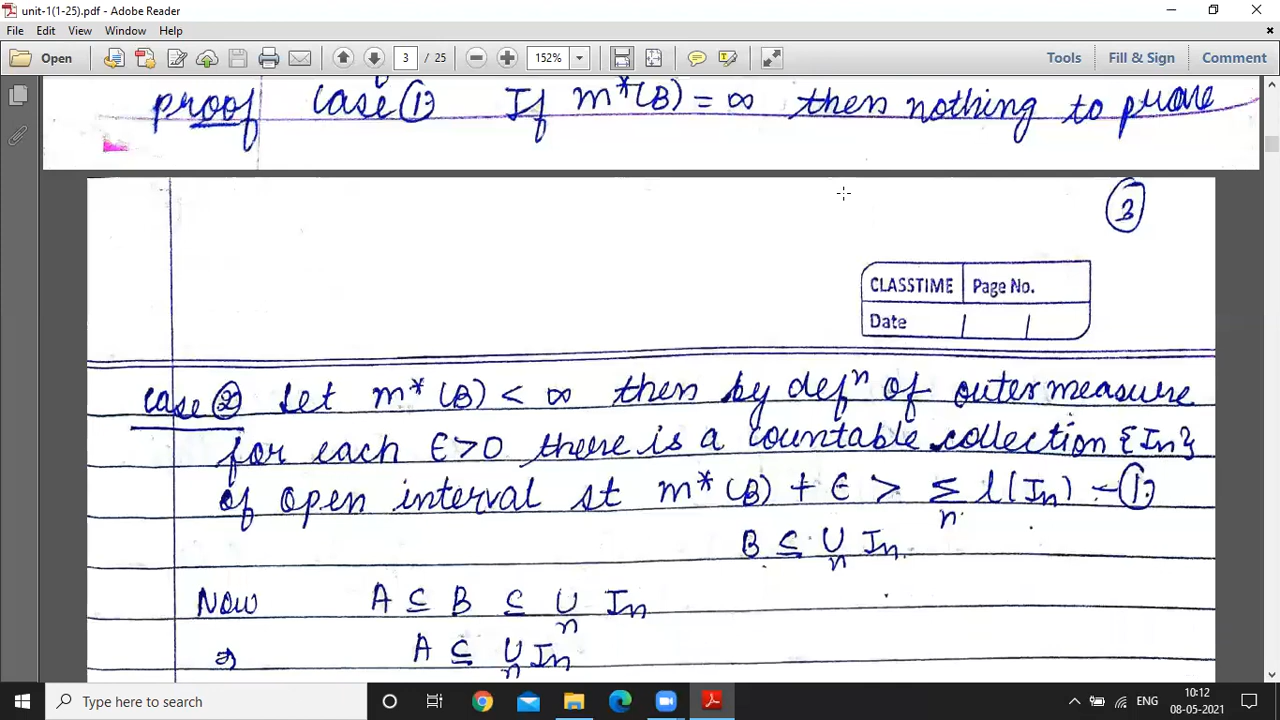 unit-1(1-25).pdf - Adobe Reader
File Edit View Window Help
Open 3 / 25 152% Tools Fill & Sign Comment
proof case ① If m*(B) = ∞ then nothing to prove
③
CLASSTIME Page No.
Date
case ② Let m*(B) < ∞ then by defⁿ of outer measure
for each ϵ>0 there is a countable collection {In}
of open interval st m*(B) + ϵ > Σ l(In) - ①
n
B ⊆ ∪ In
n
Now A ⊆ B ⊆ ∪ In
n
⇒ A ⊆ ∪ In
n
Type here to search
ENG
10:12
08-05-2021